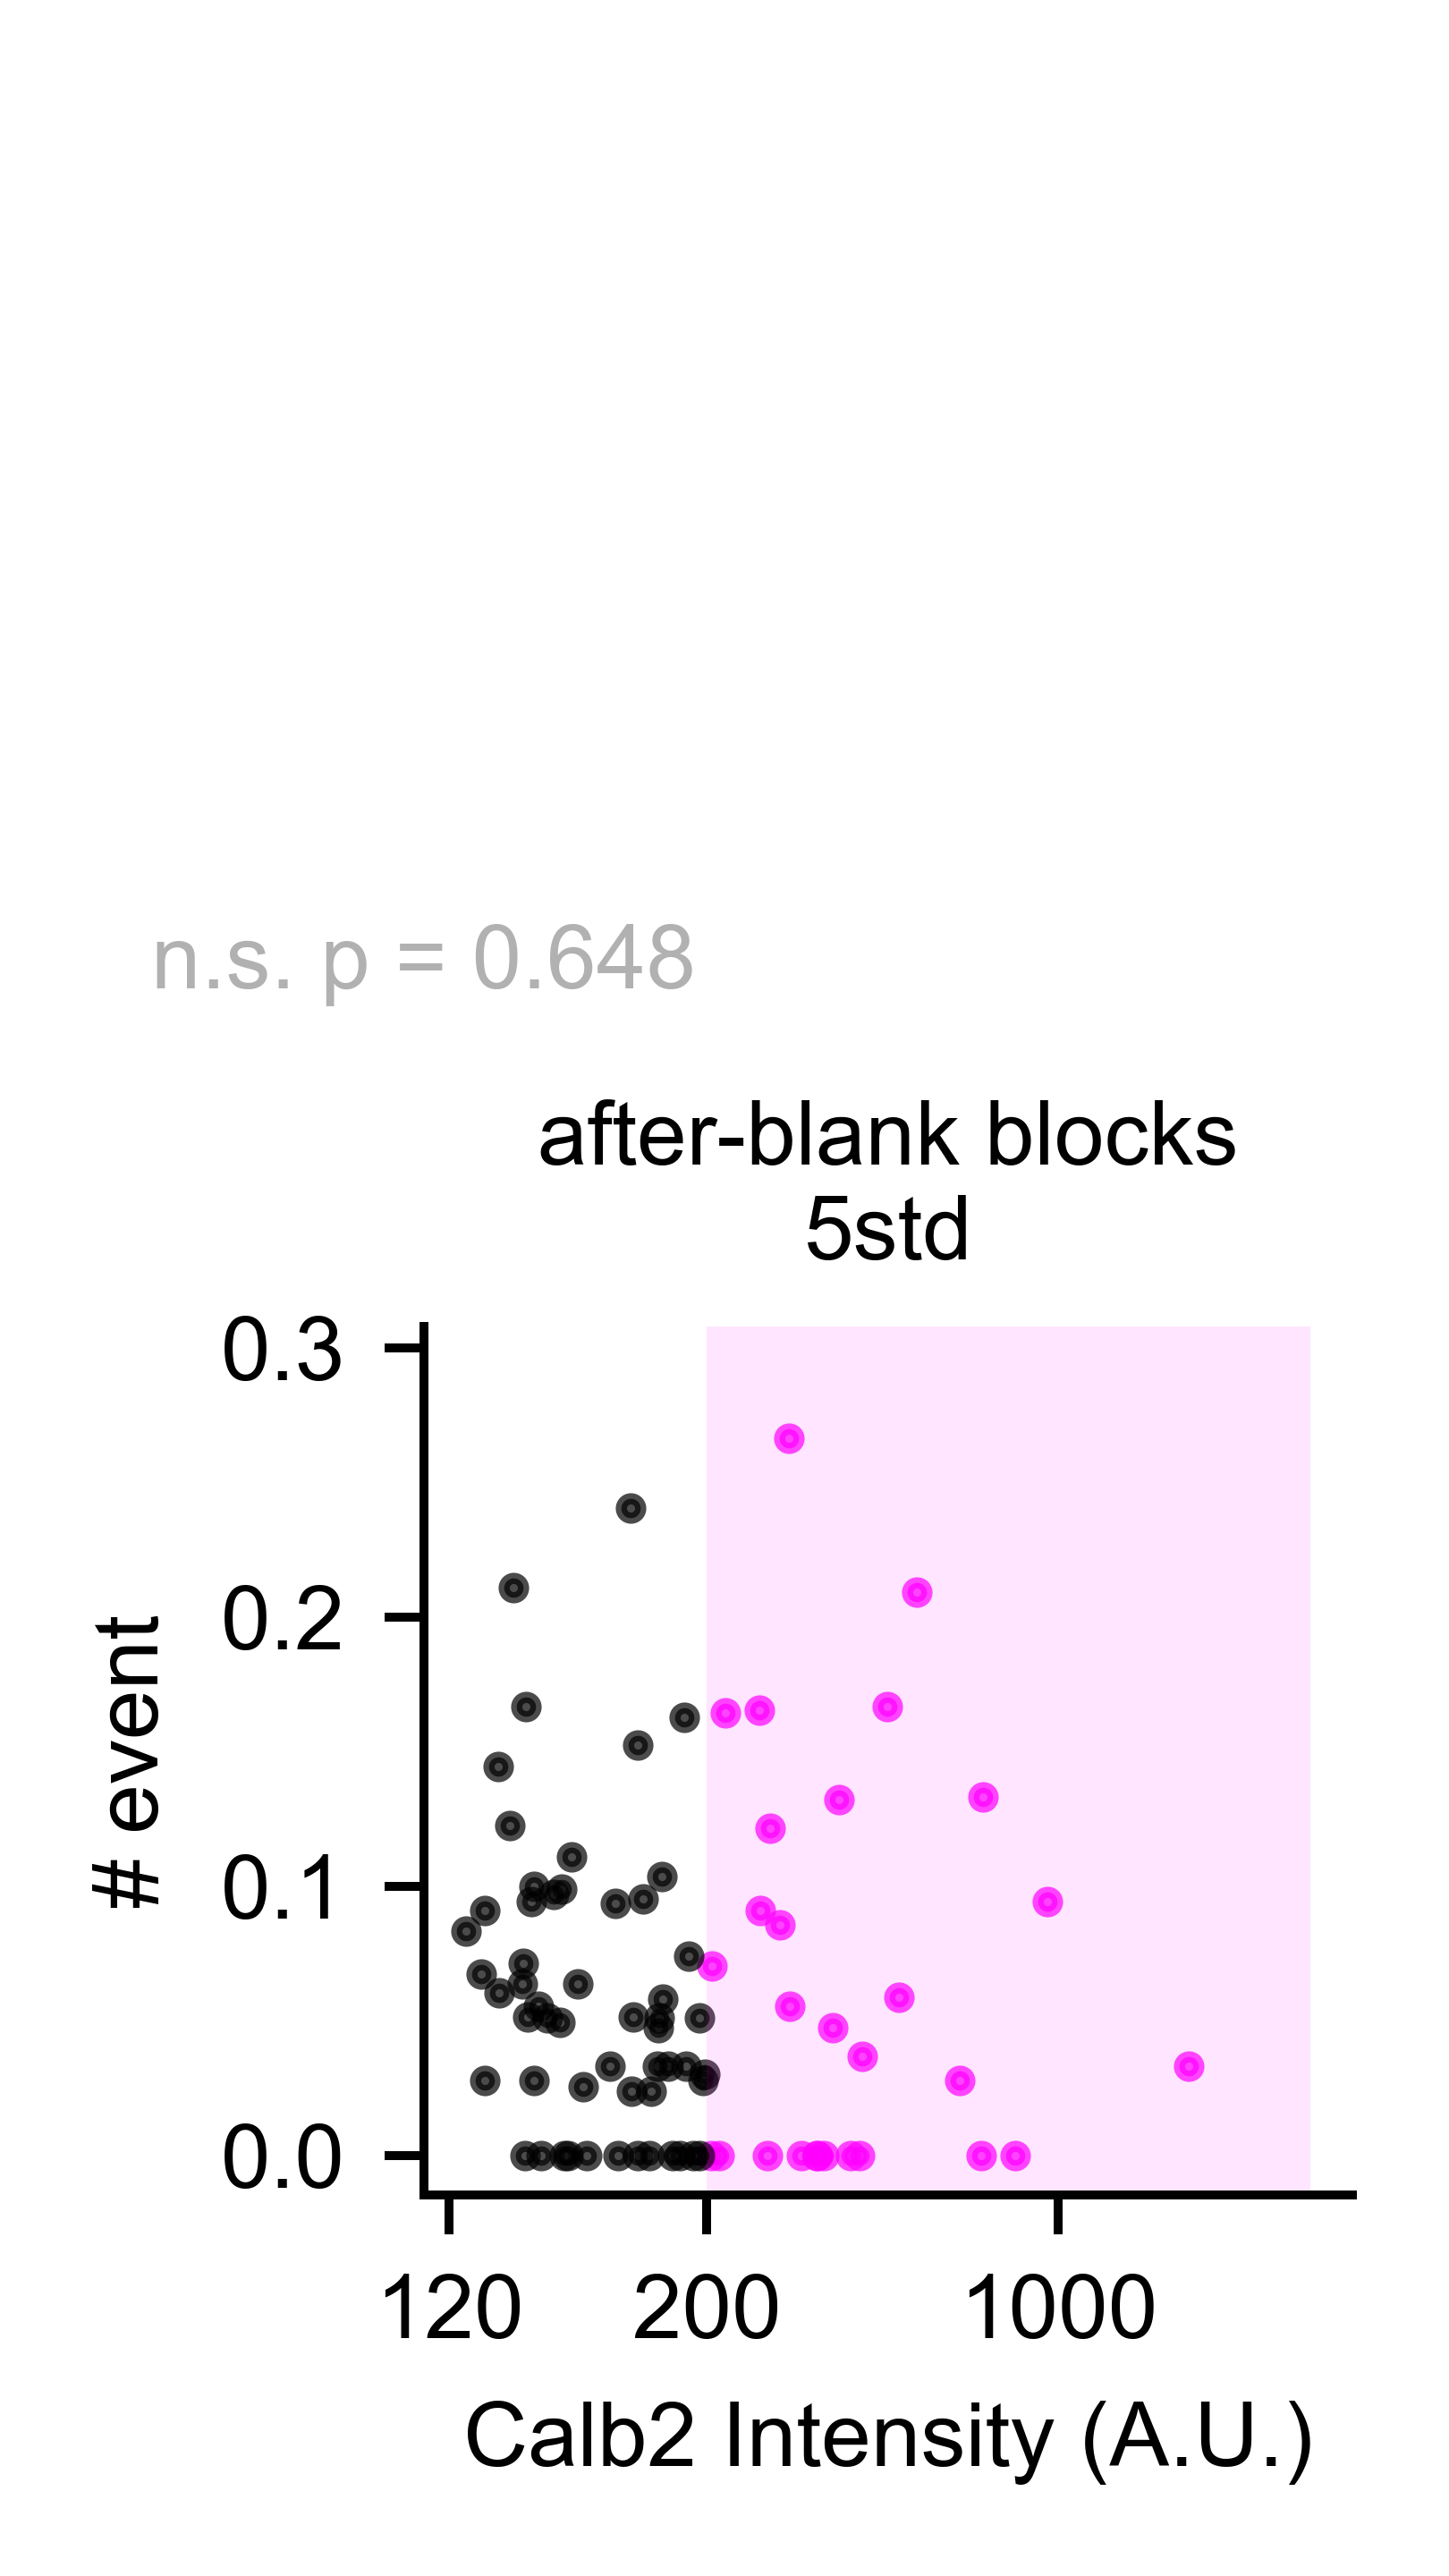 n.s. p = 0.648
after-blank blocks
5std
0.3
0.2
0.1
0.0
# event
120 200 1000
Calb2 Intensity (A.U.)